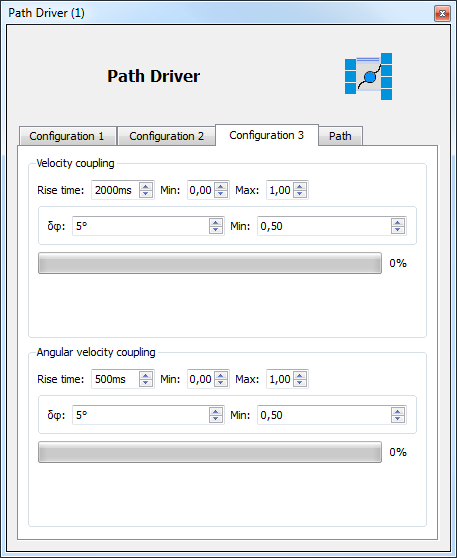 Path Driver (1)
Path Driver
Configuration 1 Configuration 2 Configuration 3 Path
Velocity coupling
Rise time: 2000ms Min: 0,00 Max: 1,00
δφ: 5° Min: 0,50
0%
Angular velocity coupling
Rise time: 500ms Min: 0,00 Max: 1,00
δφ: 5° Min: 0,50
0%